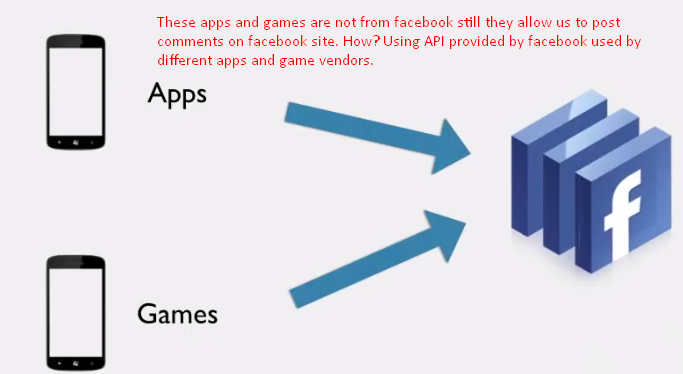 These apps and games are not from facebook still they allow us to post
comments on facebook site. How? Using API provided by facebook used by
different apps and game vendors.
Apps
f
Games